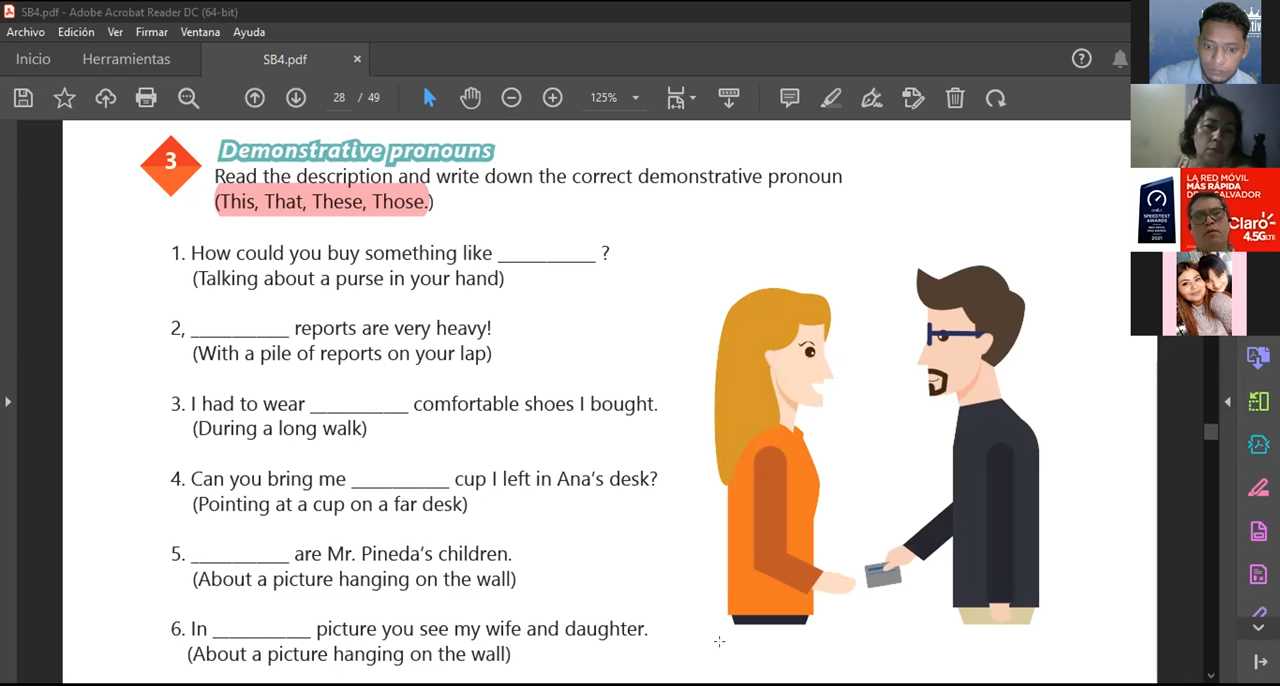 SB4.pdf - Adobe Acrobat Reader DC (64-bit)
Archivo Edición Ver Firmar Ventana Ayuda
Inicio Herramientas SB4.pdf ×
28 / 49 125%
3
Demonstrative pronouns
Read the description and write down the correct demonstrative pronoun
(This, That, These, Those.)
1. How could you buy something like __________ ?
(Talking about a purse in your hand)
2, __________ reports are very heavy!
(With a pile of reports on your lap)
3. I had to wear __________ comfortable shoes I bought.
(During a long walk)
4. Can you bring me __________ cup I left in Ana's desk?
(Pointing at a cup on a far desk)
5. __________ are Mr. Pineda's children.
(About a picture hanging on the wall)
6. In __________ picture you see my wife and daughter.
(About a picture hanging on the wall)
LA RED MÓVIL
MÁS RÁPIDA
SPEEDTEST
AWARDS
2021
Claro
4.5G LTE